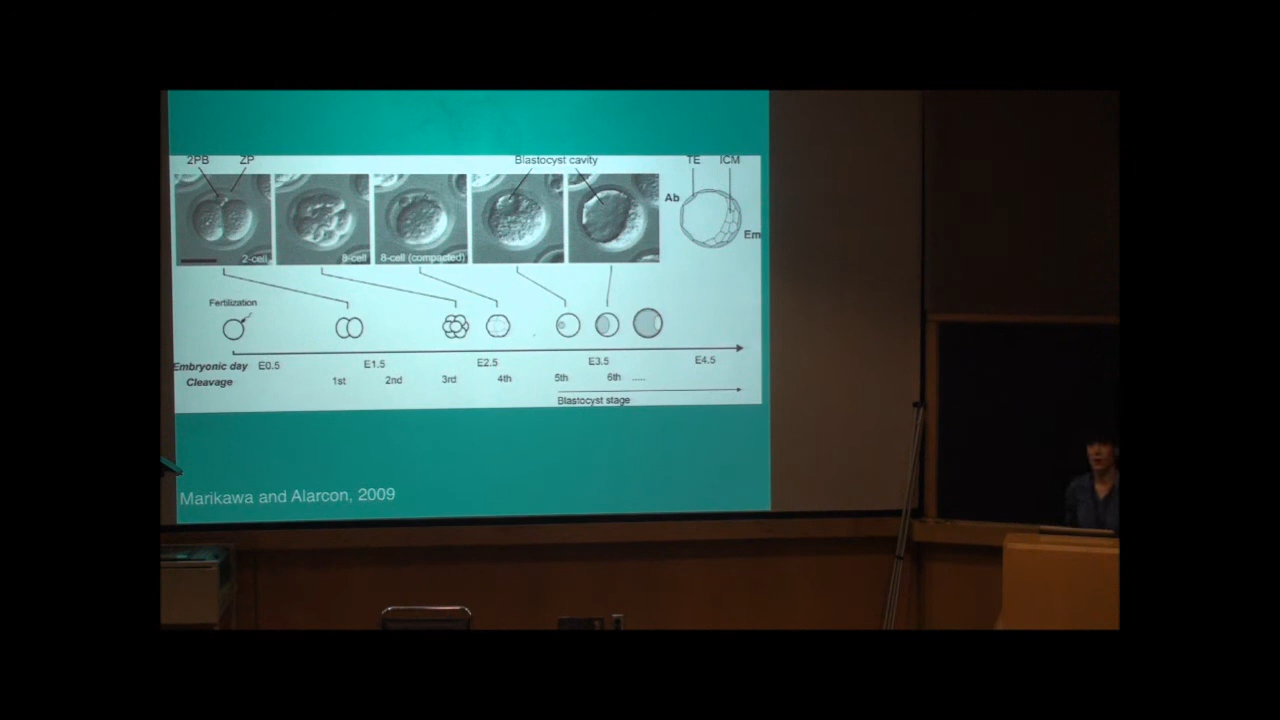 2PB ZP Blastocyst cavity TE ICM
Ab
Em
2-cell 8-cell 8-cell (compacted)
Fertilization
Embryonic day E0.5 E1.5 E2.5 E3.5 E4.5
Cleavage 1st 2nd 3rd 4th 5th 6th .....
Blastocyst stage
Marikawa and Alarcon, 2009